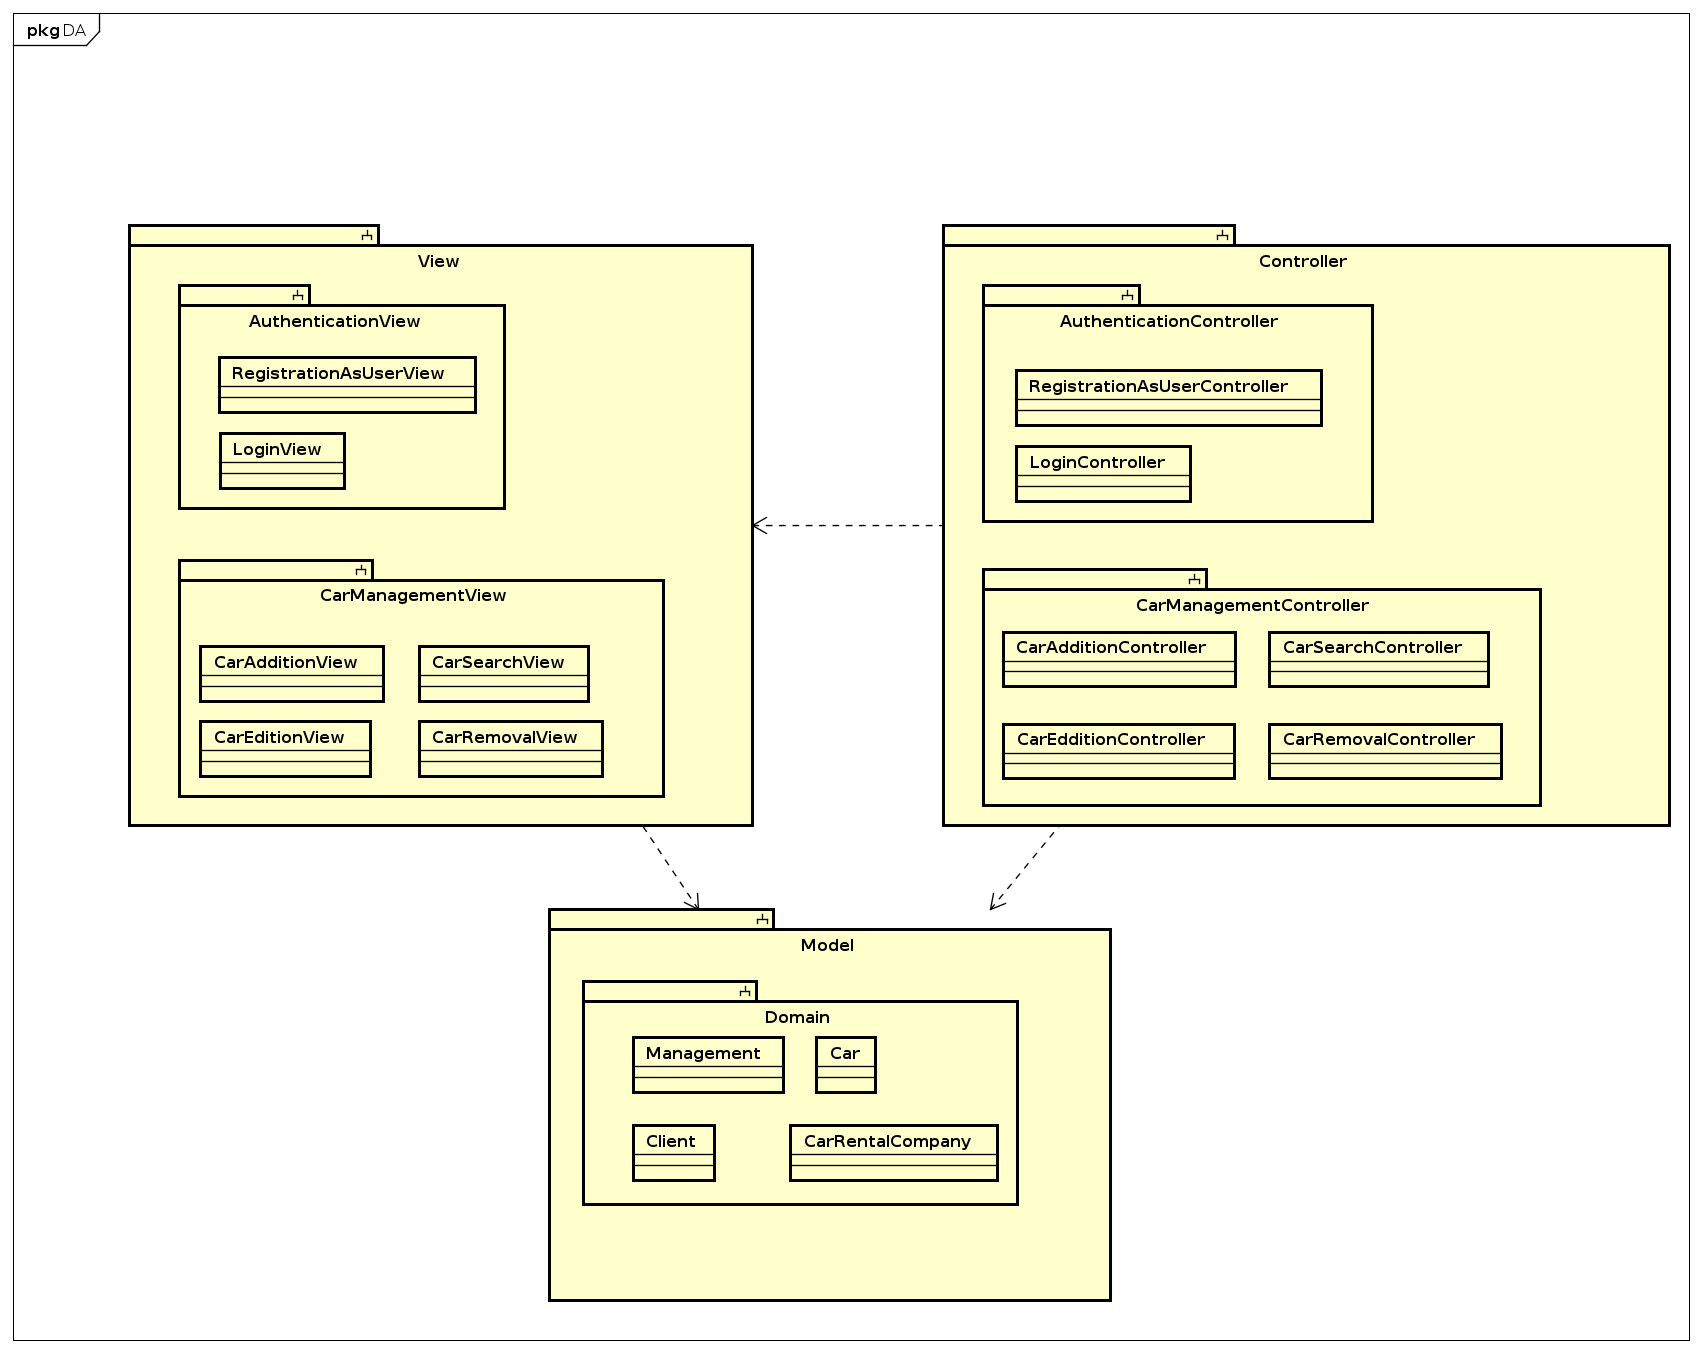 pkg DA
View
AuthenticationView
RegistrationAsUserView
LoginView
CarManagementView
CarAdditionView
CarSearchView
CarEditionView
CarRemovalView
Controller
AuthenticationController
RegistrationAsUserController
LoginController
CarManagementController
CarAdditionController
CarSearchController
CarEdditionController
CarRemovalController
Model
Domain
Management
Car
Client
CarRentalCompany